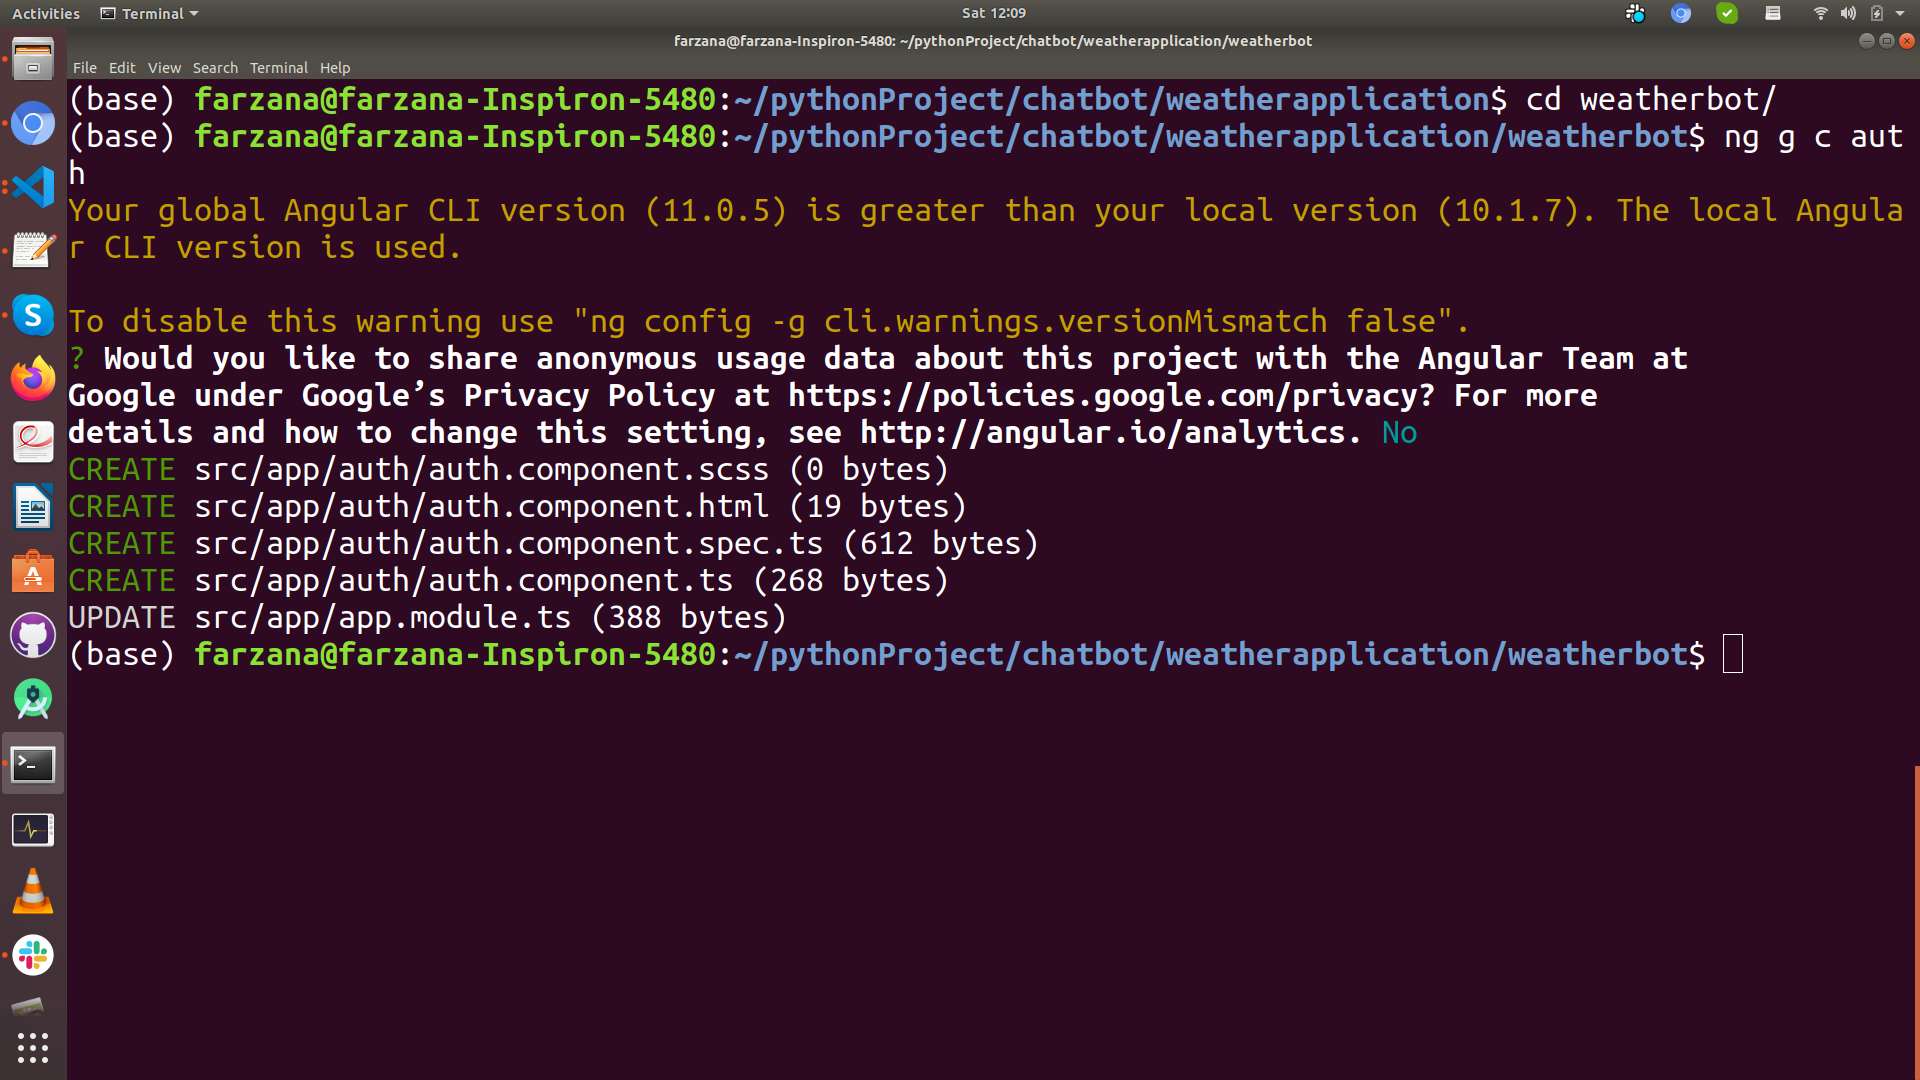 Activities Terminal Sat 12:09
farzana@farzana-Inspiron-5480: ~/pythonProject/chatbot/weatherapplication/weatherbot
File Edit View Search Terminal Help
(base) farzana@farzana-Inspiron-5480:~/pythonProject/chatbot/weatherapplication$ cd weatherbot/
(base) farzana@farzana-Inspiron-5480:~/pythonProject/chatbot/weatherapplication/weatherbot$ ng g c aut
h
Your global Angular CLI version (11.0.5) is greater than your local version (10.1.7). The local Angula
r CLI version is used.
To disable this warning use "ng config -g cli.warnings.versionMismatch false".
? Would you like to share anonymous usage data about this project with the Angular Team at
Google under Google’s Privacy Policy at https://policies.google.com/privacy? For more
details and how to change this setting, see http://angular.io/analytics. No
CREATE src/app/auth/auth.component.scss (0 bytes)
CREATE src/app/auth/auth.component.html (19 bytes)
CREATE src/app/auth/auth.component.spec.ts (612 bytes)
CREATE src/app/auth/auth.component.ts (268 bytes)
UPDATE src/app/app.module.ts (388 bytes)
(base) farzana@farzana-Inspiron-5480:~/pythonProject/chatbot/weatherapplication/weatherbot$